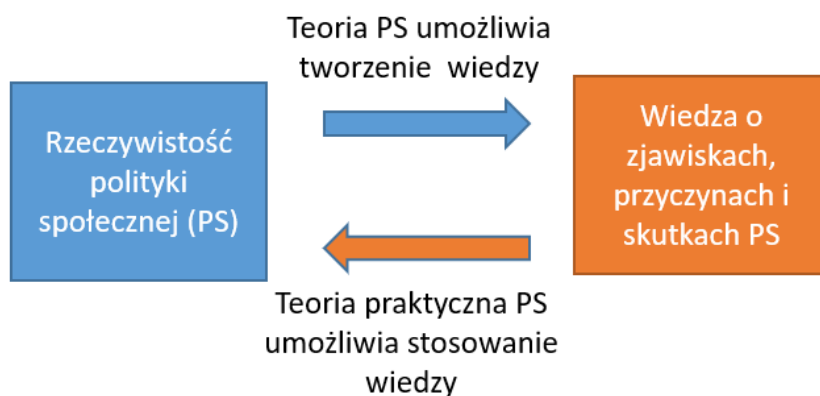 Teoria PS umożliwia
tworzenie wiedzy
Rzeczywistość
polityki
społecznej (PS)
Wiedza o
zjawiskach,
przyczynach i
skutkach PS
Teoria praktyczna PS
umożliwia stosowanie
wiedzy